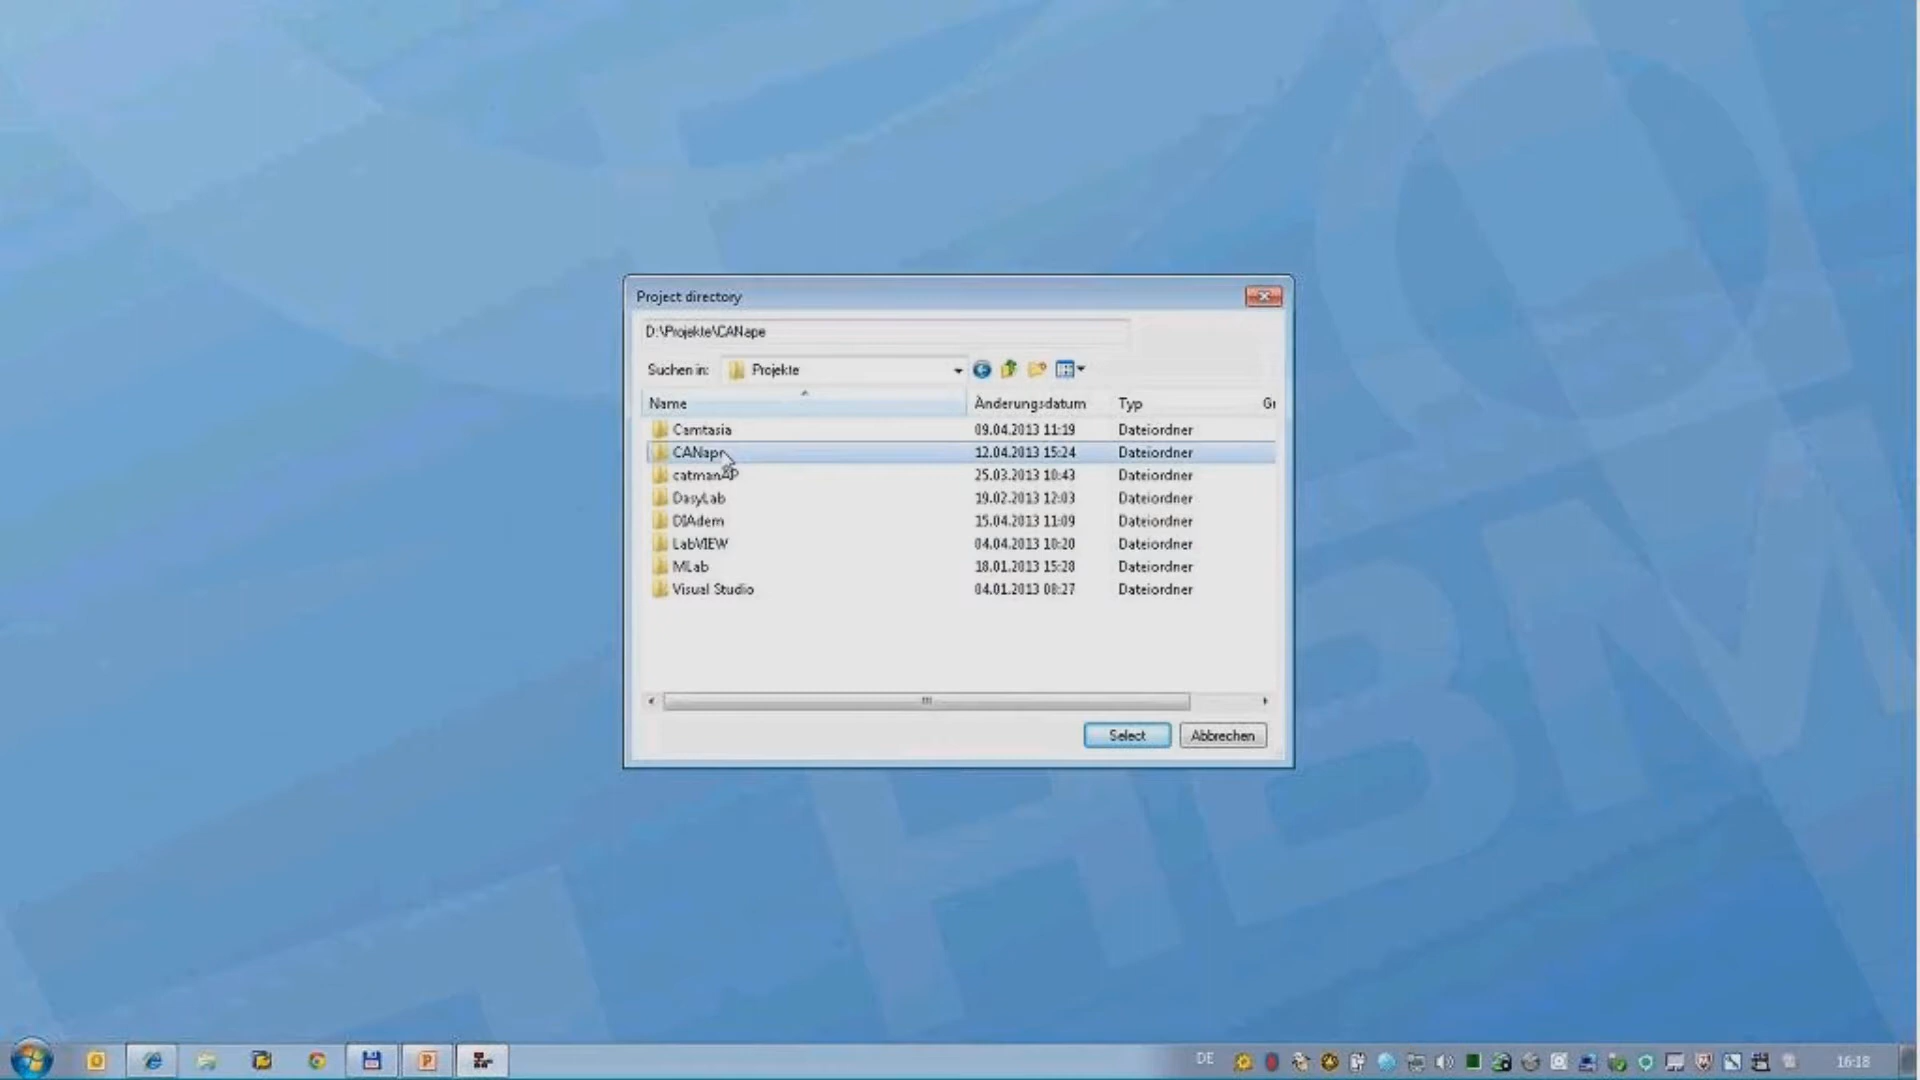 Project directory
D:\Projekte\CANape
Suchen in: Projekte
Name Änderungsdatum Typ Gr
Camtasia 09.04.2013 11:19 Dateiordner
CANape 12.04.2013 15:24 Dateiordner
25.03.2013 10:43 Dateiordner
DasyLab 19.02.2013 12:03 Dateiordner
DIAdem 15.04.2013 11:09 Dateiordner
LabVIEW 04.04.2013 10:20 Dateiordner
MLab 18.01.2013 15:28 Dateiordner
Visual Studio 04.01.2013 08:27 Dateiordner
Select Abbrechen
HBM
DE 16:18